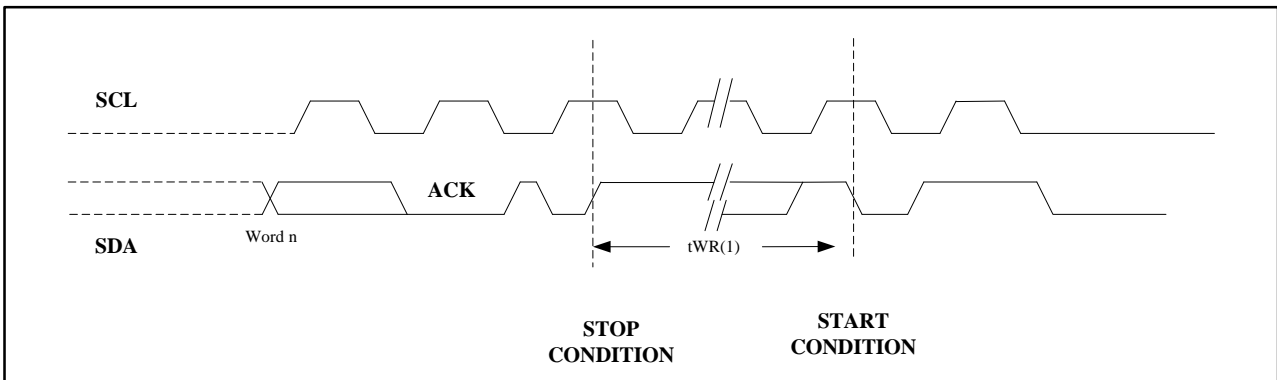 SCL
ACK
Word n
SDA
tWR(1)
STOP
CONDITION
START
CONDITION